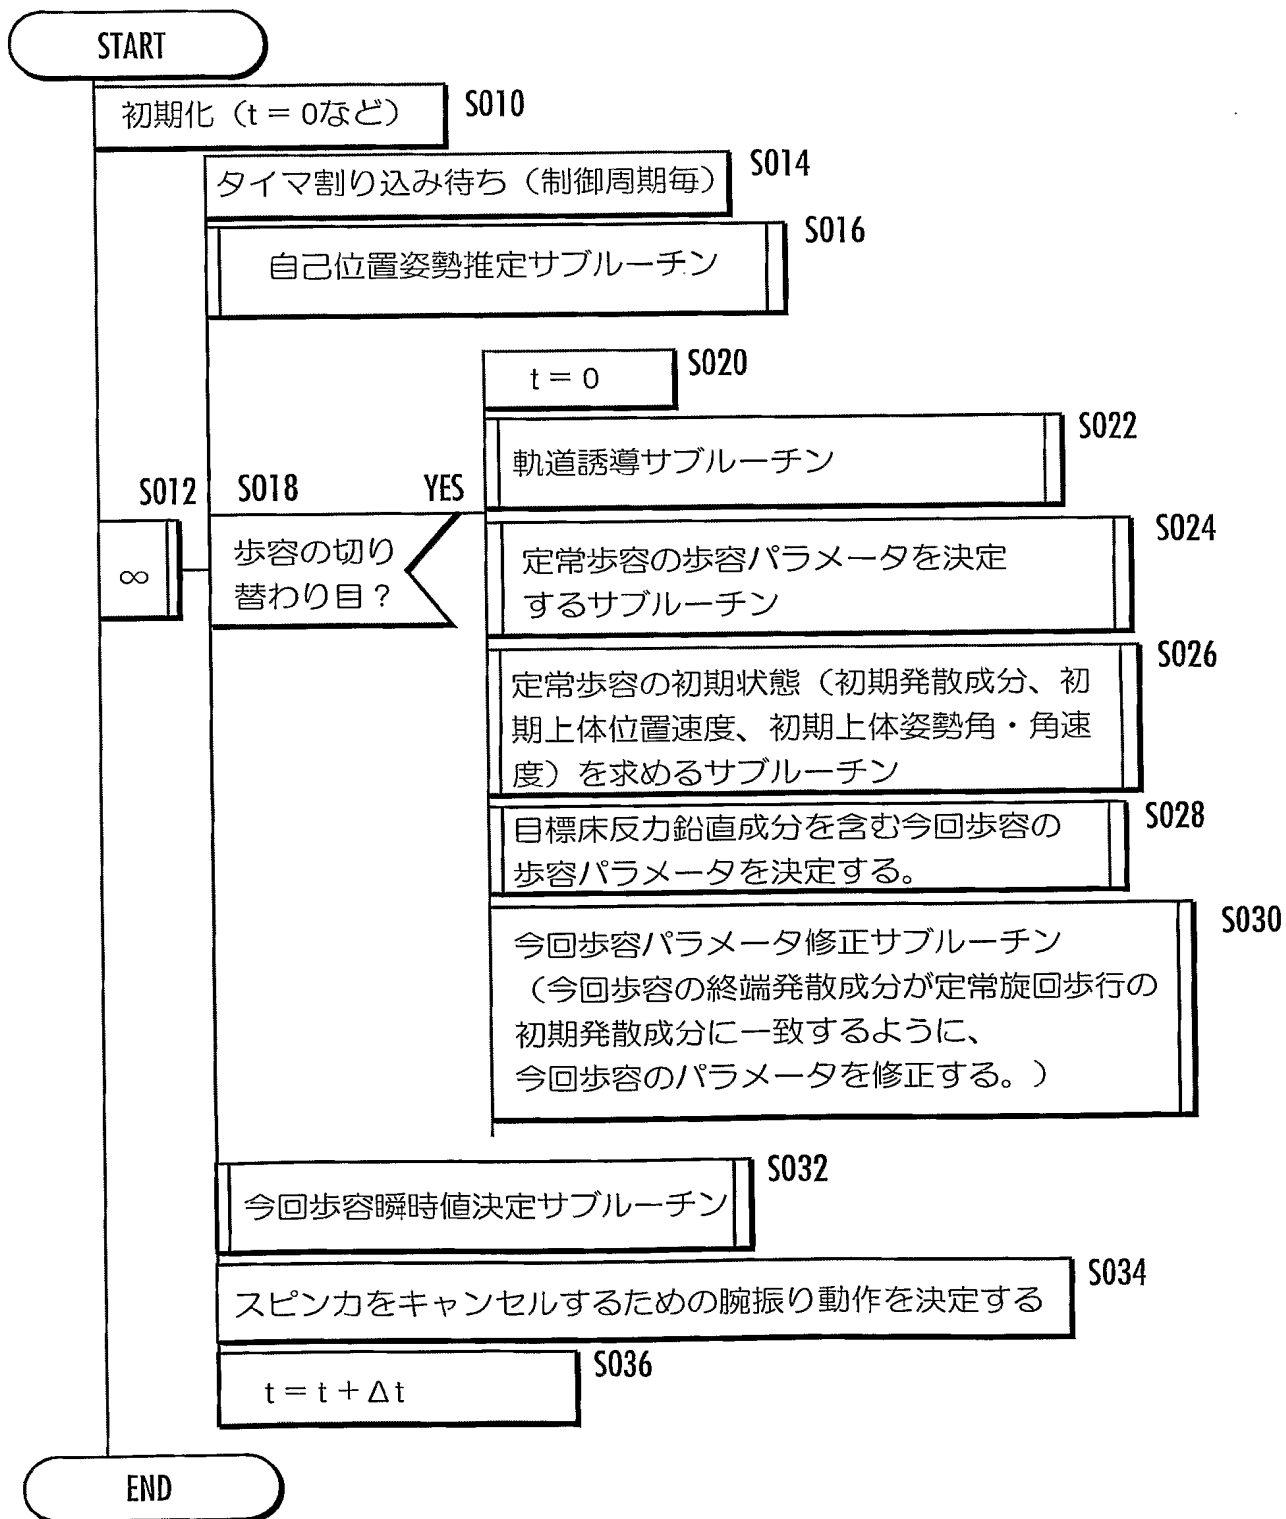 START
初期化（t = 0など）
S010
タイマ割り込み待ち（制御周期毎）
S014
自己位置姿勢推定サブルーチン
S016
t = 0
S020
軌道誘導サブルーチン
S022
S012
S018
YES
∞
歩容の切り
替わり目？
定常歩容の歩容パラメータを決定
するサブルーチン
S024
定常歩容の初期状態（初期発散成分、初
期上体位置速度、初期上体姿勢角・角速
度）を求めるサブルーチン
S026
目標床反力鉛直成分を含む今回歩容の
歩容パラメータを決定する。
S028
今回歩容パラメータ修正サブルーチン
（今回歩容の終端発散成分が定常旋回歩行の
初期発散成分に一致するように、
今回歩容のパラメータを修正する。）
S030
今回歩容瞬時値決定サブルーチン
S032
スピン力をキャンセルするための腕振り動作を決定する
S034
t = t + Δt
S036
END